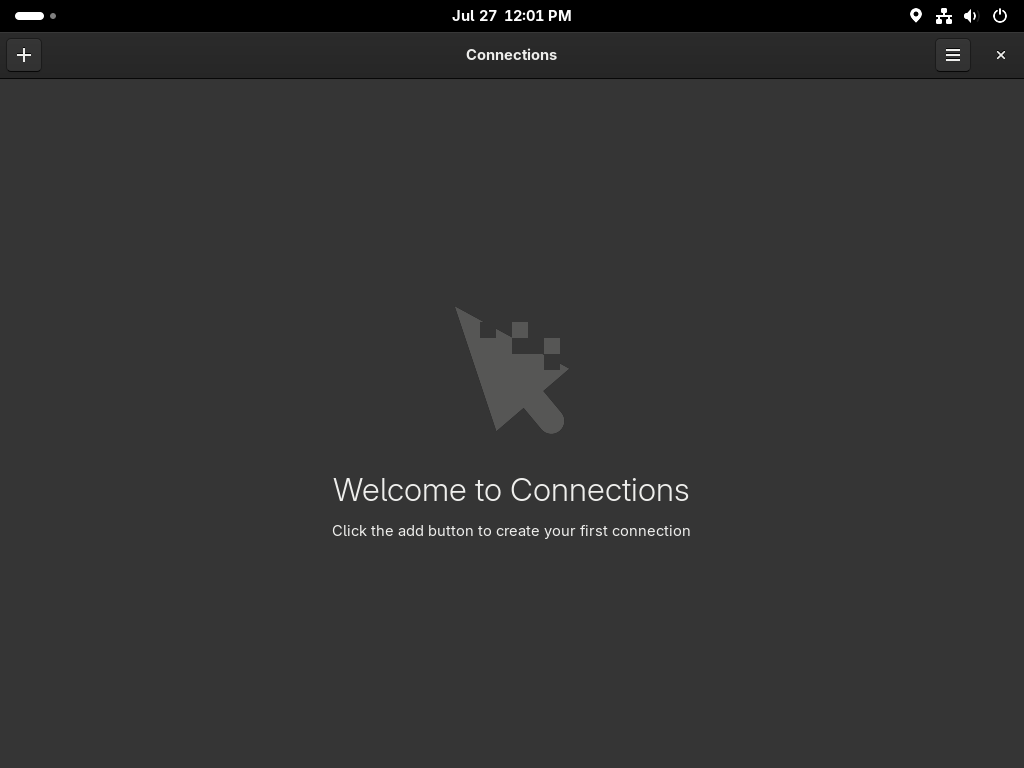 Jul 27 12:01 PM
Connections
Welcome to Connections
Click the add button to create your first connection